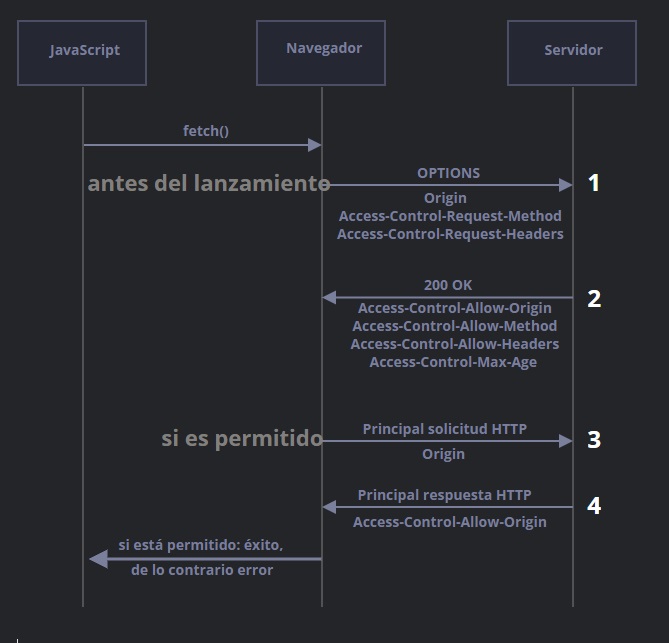 JavaScript
Navegador
Servidor
fetch()
antes del lanzamiento
OPTIONS
1
Origin
Access-Control-Request-Method
Access-Control-Request-Headers
200 OK
2
Access-Control-Allow-Origin
Access-Control-Allow-Method
Access-Control-Allow-Headers
Access-Control-Max-Age
si es permitido
Principal solicitud HTTP
3
Origin
Principal respuesta HTTP
4
Access-Control-Allow-Origin
si está permitido: éxito,
de lo contrario error